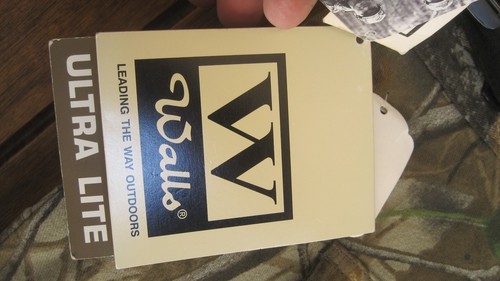 W
Walls®
LEADING THE WAY OUTDOORS
ULTRA LITE